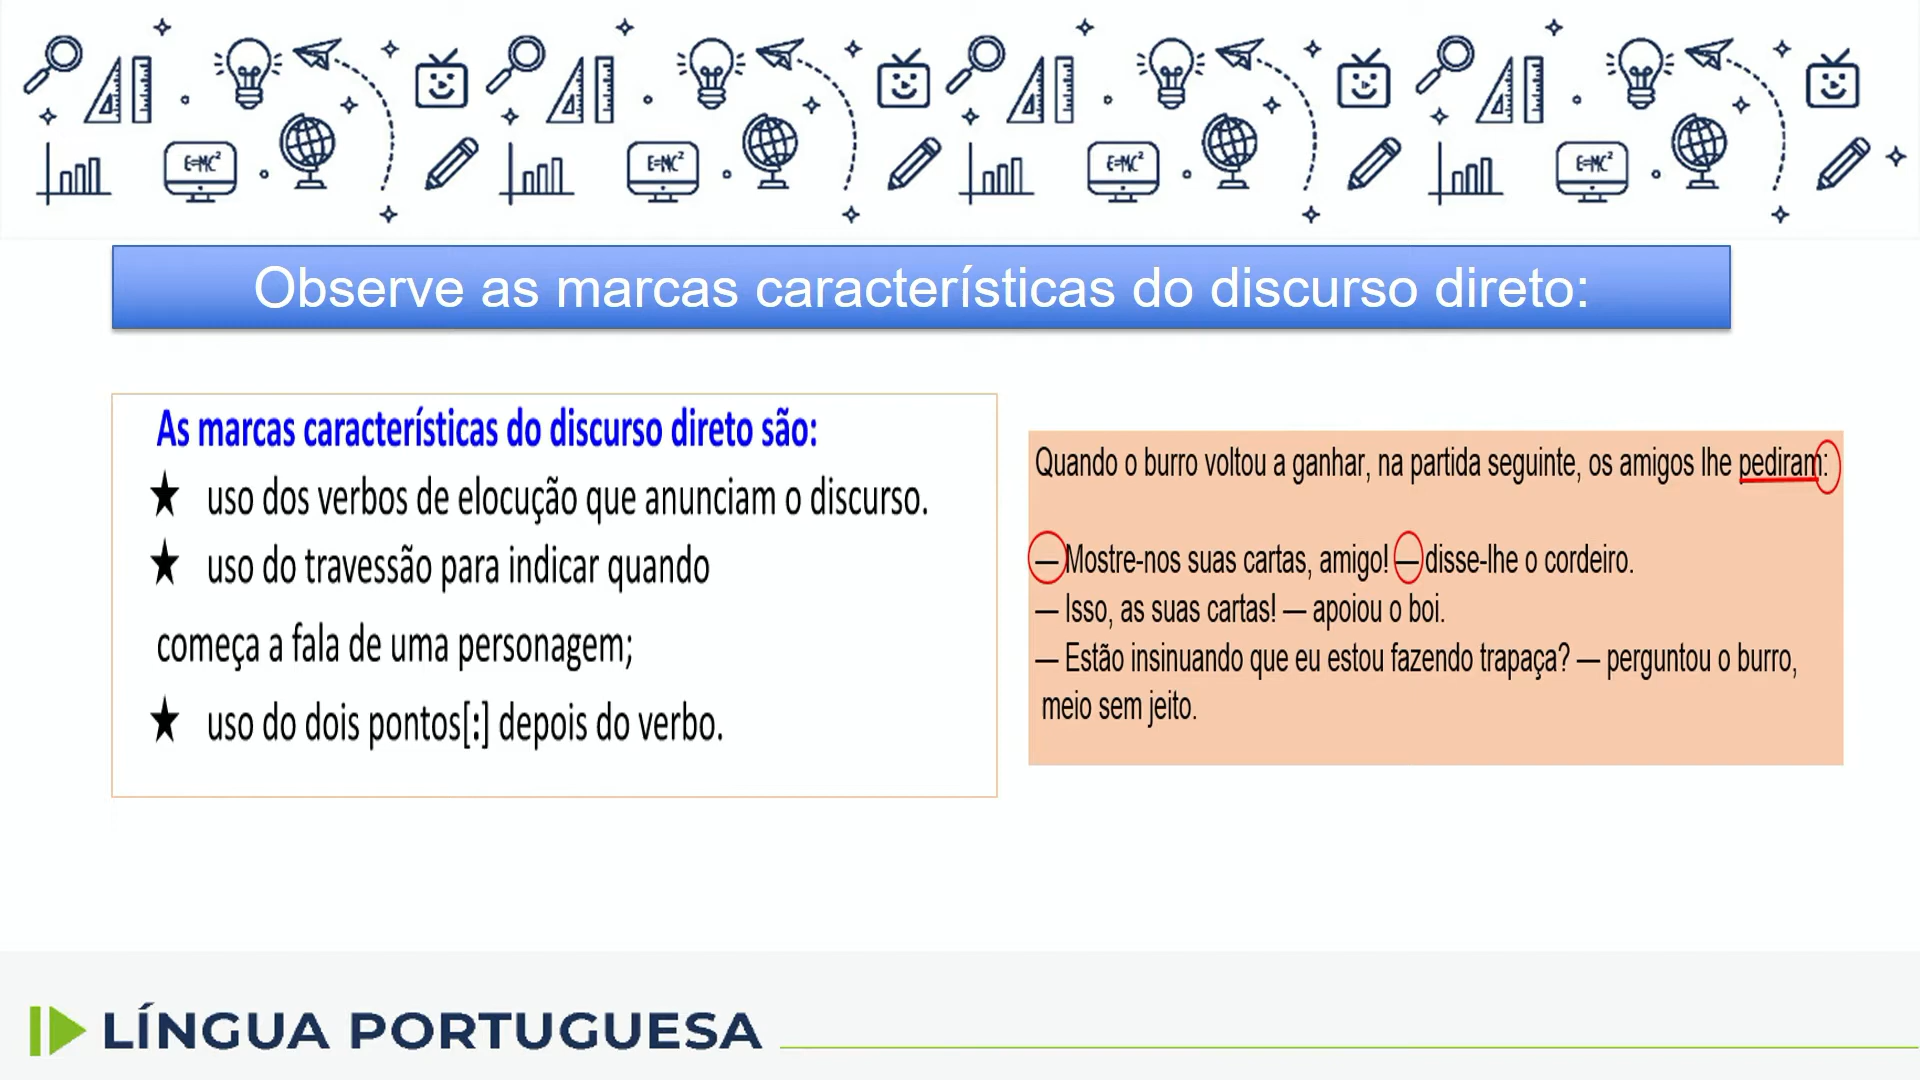 E=MC²
E=MC²
E=MC²
E=MC²
Observe as marcas características do discurso direto:
As marcas características do discurso direto são:
★ uso dos verbos de elocução que anunciam o discurso.
★ uso do travessão para indicar quando
começa a fala de uma personagem;
★ uso do dois pontos[:] depois do verbo.
Quando o burro voltou a ganhar, na partida seguinte, os amigos lhe pediram:
— Mostre-nos suas cartas, amigo! — disse-lhe o cordeiro.
— Isso, as suas cartas! — apoiou o boi.
— Estão insinuando que eu estou fazendo trapaça? — perguntou o burro,
meio sem jeito.
LÍNGUA PORTUGUESA